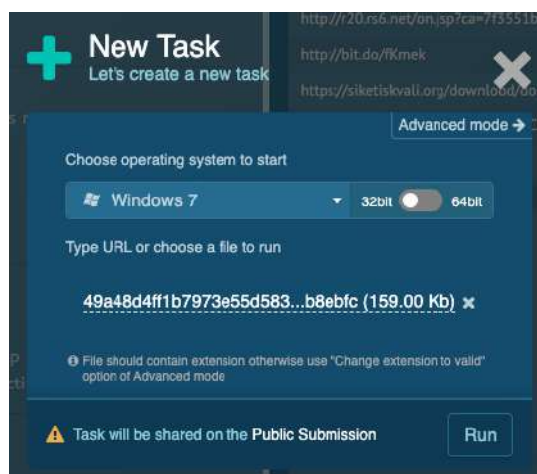 http://r20.rs6.net/on.jsp?ca=7f3551b
New Task
http://bit.do/fKmek
Let's create a new task
https://siketiskvali.org/download/do
Advanced mode →
Choose operating system to start
Windows 7
32bit
64bit
Type URL or choose a file to run
49a48d4ff1b7973e55d583...b8ebfc (159.00 Kb)
File should contain extension otherwise use "Change extension to valid"
option of Advanced mode
Task will be shared on the Public Submission
Run